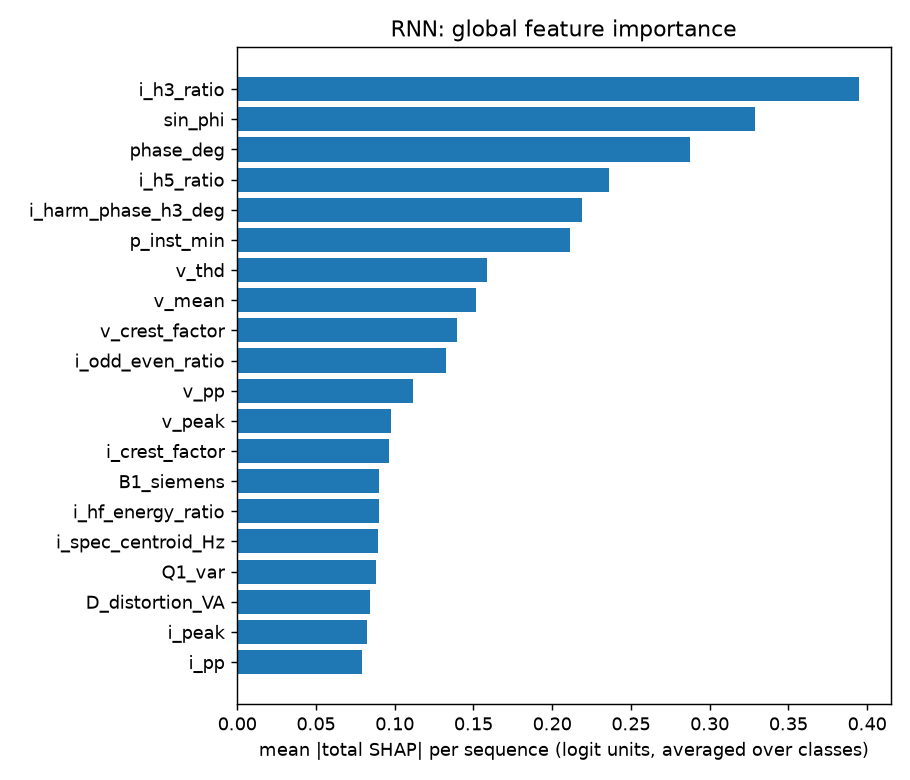 RNN: global feature importance
i_h3_ratio
sin_phi
phase_deg
i_h5_ratio
i_harm_phase_h3_deg
p_inst_min
v_thd
v_mean
v_crest_factor
i_odd_even_ratio
v_pp
v_peak
i_crest_factor
B1_siemens
i_hf_energy_ratio
i_spec_centroid_Hz
Q1_var
D_distortion_VA
i_peak
i_pp
0.00 0.05 0.10 0.15 0.20 0.25 0.30 0.35 0.40
mean |total SHAP| per sequence (logit units, averaged over classes)